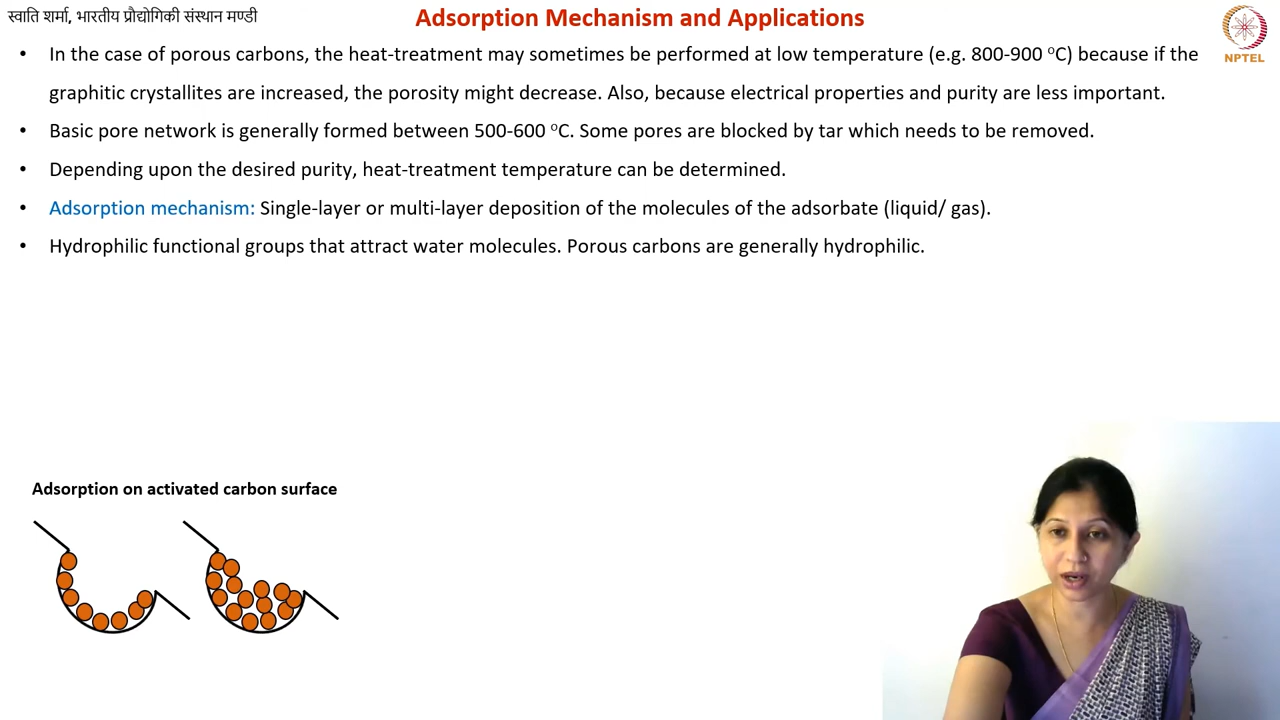 स्वाति शर्मा, भारतीय प्रौद्योगिकी संस्थान मण्डी
Adsorption Mechanism and Applications
NPTEL
• In the case of porous carbons, the heat-treatment may sometimes be performed at low temperature (e.g. 800-900 ºC) because if the
graphitic crystallites are increased, the porosity might decrease. Also, because electrical properties and purity are less important.
• Basic pore network is generally formed between 500-600 ºC. Some pores are blocked by tar which needs to be removed.
• Depending upon the desired purity, heat-treatment temperature can be determined.
• Adsorption mechanism: Single-layer or multi-layer deposition of the molecules of the adsorbate (liquid/ gas).
• Hydrophilic functional groups that attract water molecules. Porous carbons are generally hydrophilic.
Adsorption on activated carbon surface